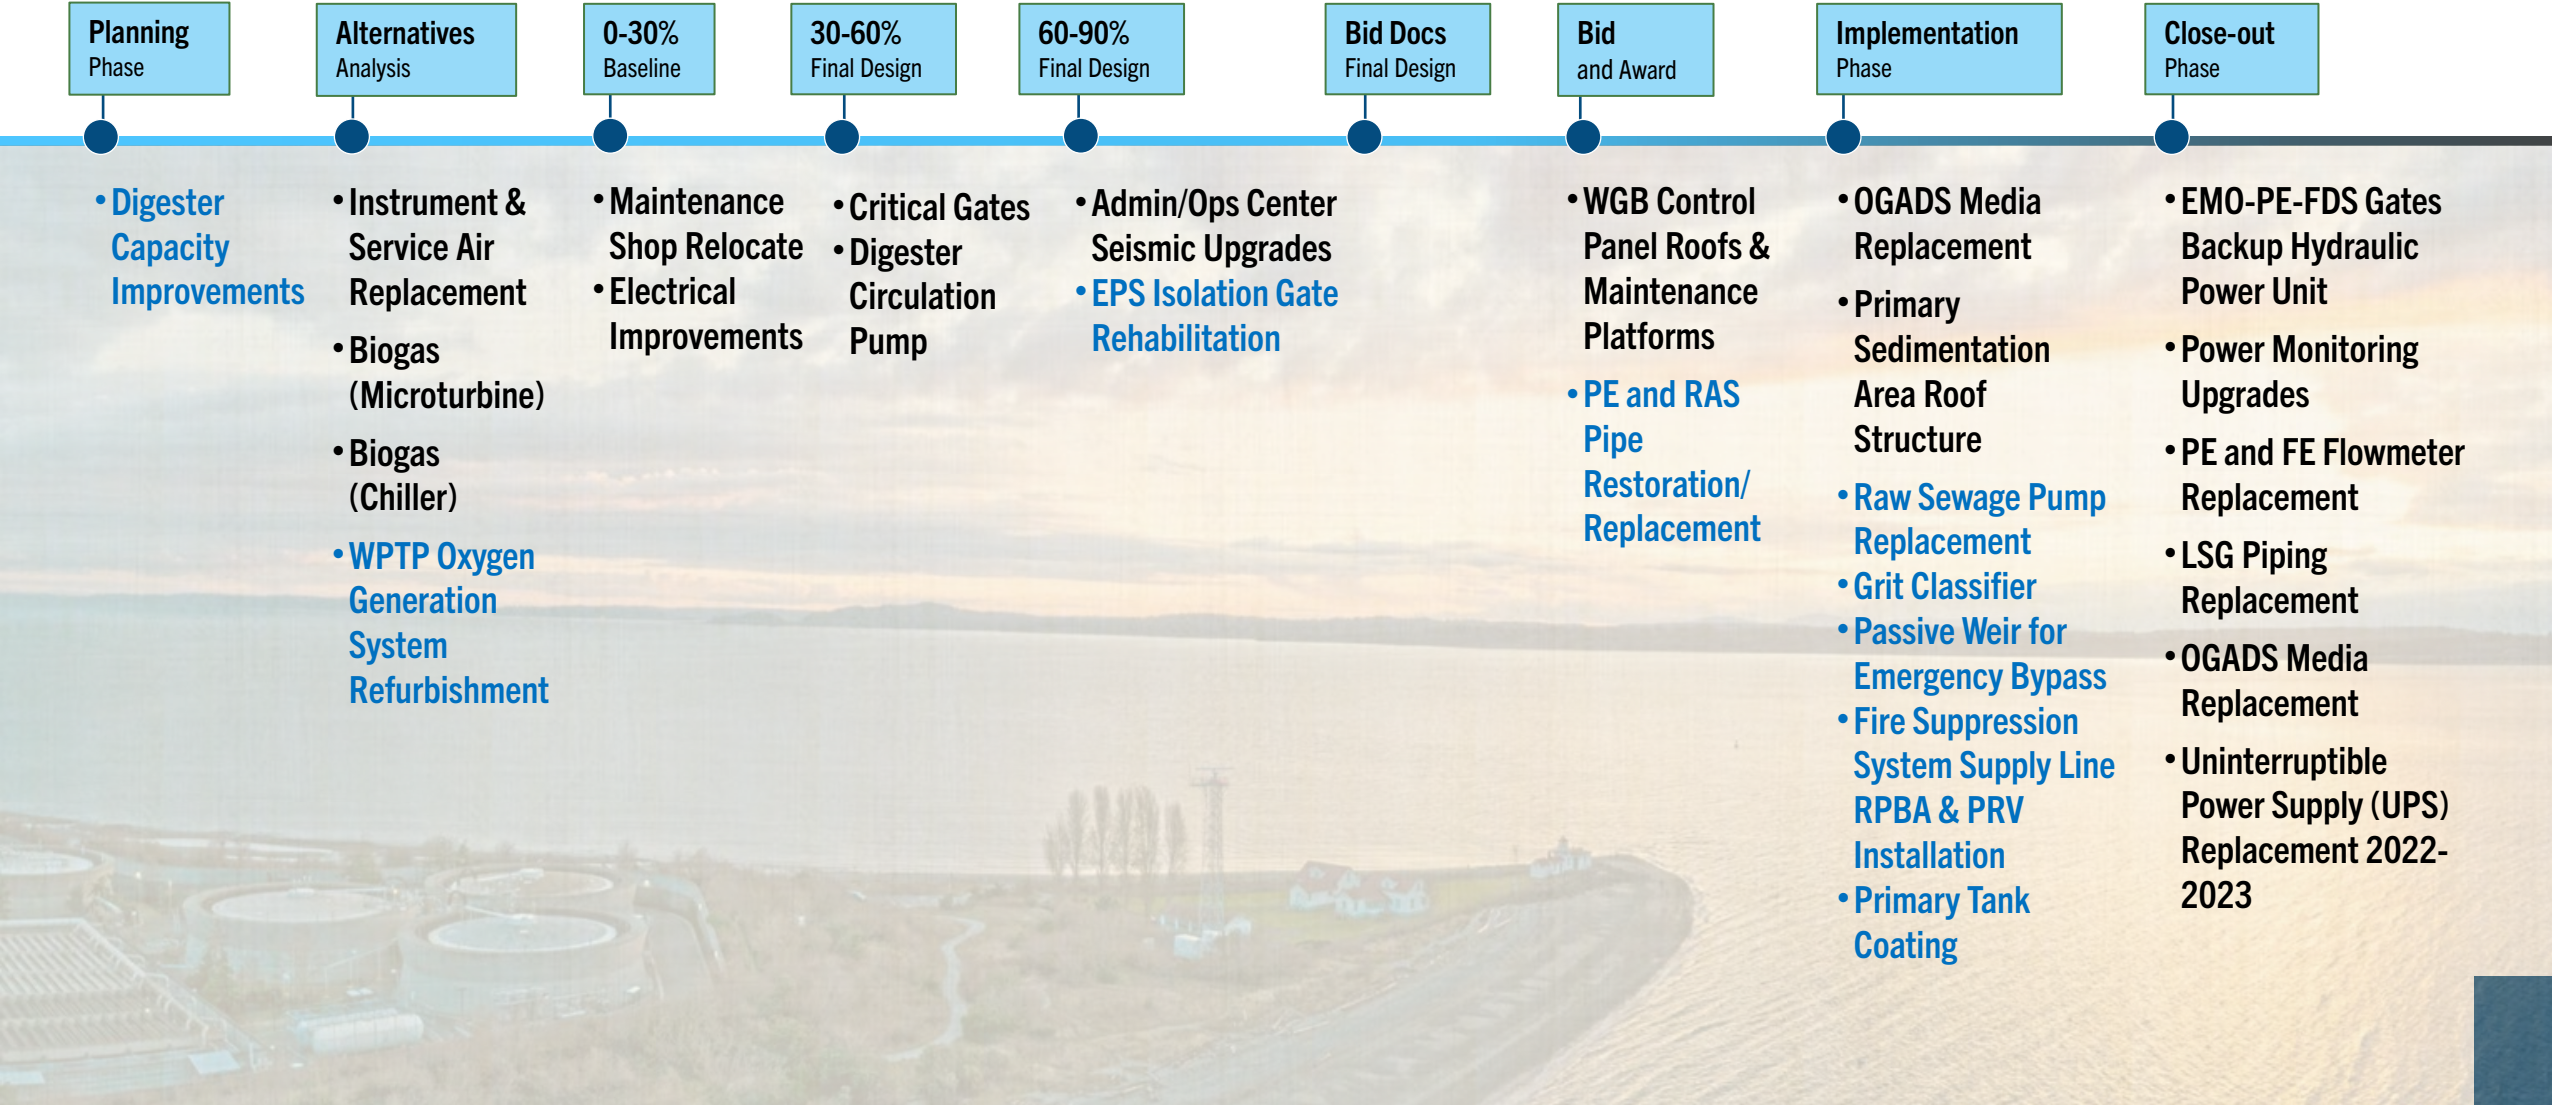 Planning
Phase
Alternatives
Analysis
0-30%
Baseline
30-60%
Final Design
60-90%
Final Design
Bid Docs
Final Design
Bid
and Award
Implementation
Phase
Close-out
Phase
• Digester
Capacity
Improvements
• Instrument &
Service Air
Replacement
• Biogas
(Microturbine)
• Biogas
(Chiller)
• WPTP Oxygen
Generation
System
Refurbishment
• Maintenance
Shop Relocate
• Electrical
Improvements
• Critical Gates
• Digester
Circulation
Pump
• Admin/Ops Center
Seismic Upgrades
• EPS Isolation Gate
Rehabilitation
• WGB Control
Panel Roofs &
Maintenance
Platforms
• PE and RAS
Pipe
Restoration/
Replacement
• OGADS Media
Replacement
• Primary
Sedimentation
Area Roof
Structure
• Raw Sewage Pump
Replacement
• Grit Classifier
• Passive Weir for
Emergency Bypass
• Fire Suppression
System Supply Line
RPBA & PRV
Installation
• Primary Tank
Coating
• EMO-PE-FDS Gates
Backup Hydraulic
Power Unit
• Power Monitoring
Upgrades
• PE and FE Flowmeter
Replacement
• LSG Piping
Replacement
• OGADS Media
Replacement
• Uninterruptible
Power Supply (UPS)
Replacement 2022-
2023